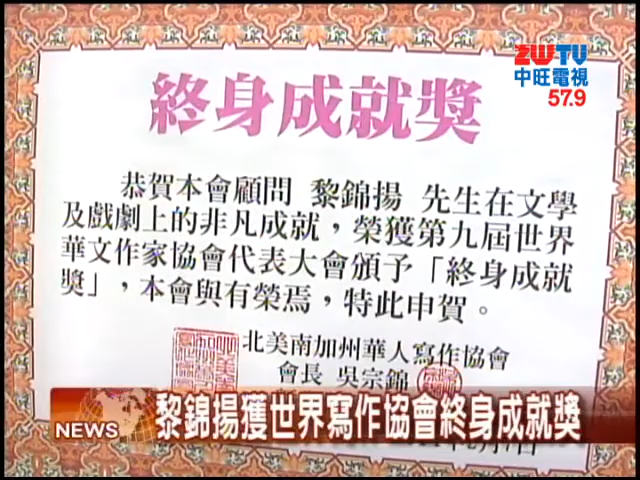 ZWTV
中旺電視
57.9
終身成就獎
恭賀本會顧問 黎錦揚 先生在文學
及戲劇上的非凡成就，榮獲第九屆世界
華文作家協會代表大會頒予「終身成就
獎」，本會與有榮焉，特此申賀。
北美南加州華人寫作協會
會長 吳宗錦
NEWS
黎錦揚獲世界寫作協會終身成就獎